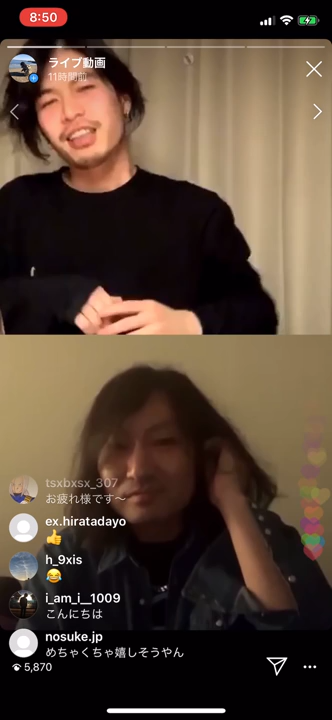 8:50
ライブ動画
11時間前
tsxbxsx_307
お疲れ様です〜
ex.hiratadayo
👍
h_9xis
😂
i_am_i__1009
こんにちは
nosuke.jp
めちゃくちゃ嬉しそうやん
5,870